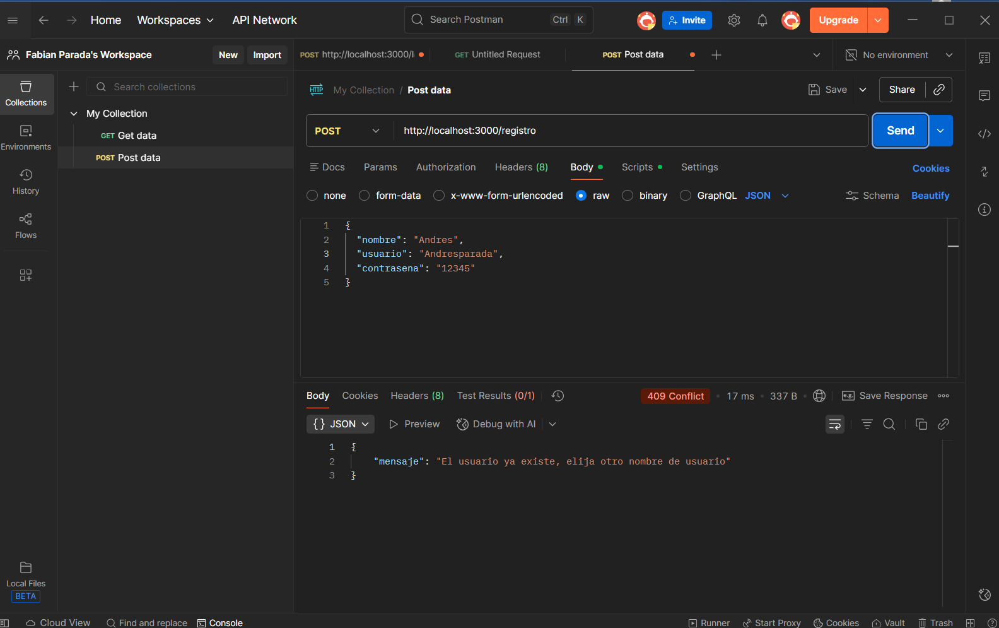 Home Workspaces API Network Search Postman Ctrl K Invite Upgrade
Fabian Parada's Workspace New Import POST http://localhost:3000/l GET Untitled Request POST Post data No environment
Collections
Search collections
My Collection / Post data Save Share
My Collection
GET Get data
POST Post data
Environments
History
Flows
Local Files
BETA
POST http://localhost:3000/registro Send
Docs Params Authorization Headers (8) Body Scripts Settings Cookies
none form-data x-www-form-urlencoded raw binary GraphQL JSON Schema Beautify
1 {
2 "nombre": "Andres",
3 "usuario": "Andresparada",
4 "contrasena": "12345"
5 }
Body Cookies Headers (8) Test Results (0/1) 409 Conflict • 17 ms • 337 B • e.g. Save Response
{} JSON Preview Debug with AI
1 {
2 "mensaje": "El usuario ya existe, elija otro nombre de usuario"
3 }
Cloud View Find and replace Console Runner Start Proxy Cookies Vault Trash